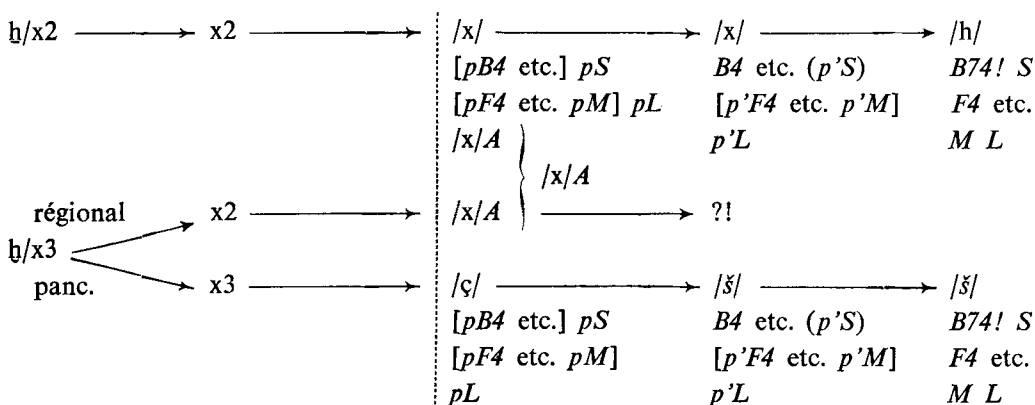 ẖ/x2 → x2 → /x/ → /x/ → /h/
[pB4 etc.] pS B4 etc. (p'S) B74! S
[pF4 etc. pM] pL [p'F4 etc. p'M] F4 etc.
/x/A p'L M L
/x/A
régional x2 → /x/A → ?!
ẖ/x3
panc. → x3 → /ç/ → /š/ → /š/
[pB4 etc.] pS B4 etc. (p'S) B74! S
[pF4 etc. pM] [p'F4 etc. p'M] F4 etc.
pL p'L M L